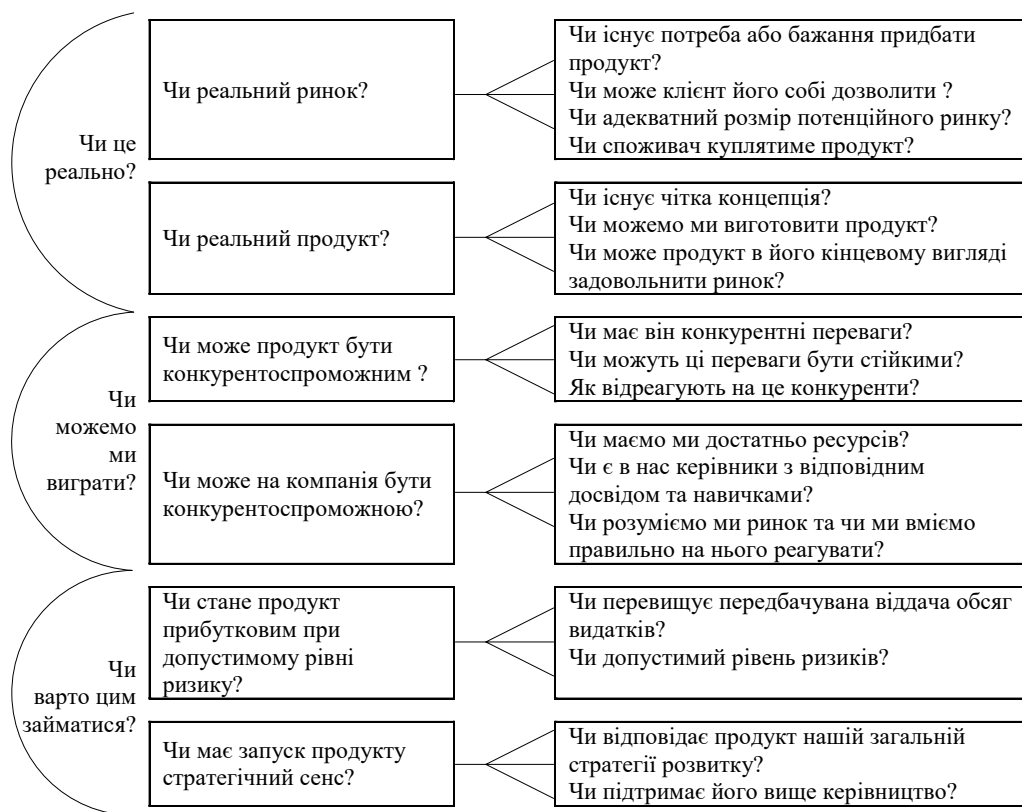 Чи це
реально?
Чи реальний ринок?
Чи існує потреба або бажання придбати
продукт?
Чи може клієнт його собі дозволити ?
Чи адекватний розмір потенційного ринку?
Чи споживач куплятиме продукт?
Чи реальний продукт?
Чи існує чітка концепція?
Чи можемо ми виготовити продукт?
Чи може продукт в його кінцевому вигляді
задовольнити ринок?
Чи
можемо
ми
виграти?
Чи може продукт бути
конкурентоспроможним ?
Чи має він конкурентні переваги?
Чи можуть ці переваги бути стійкими?
Як відреагують на це конкуренти?
Чи може на компанія бути
конкурентоспроможною?
Чи маємо ми достатньо ресурсів?
Чи є в нас керівники з відповідним
досвідом та навичками?
Чи розуміємо ми ринок та чи ми вміємо
правильно на нього реагувати?
Чи
варто цим
займатися?
Чи стане продукт
прибутковим при
допустимому рівні
ризику?
Чи перевищує передбачувана віддача обсяг
видатків?
Чи допустимий рівень ризиків?
Чи має запуск продукту
стратегічний сенс?
Чи відповідає продукт нашій загальній
стратегії розвитку?
Чи підтримає його вище керівництво?